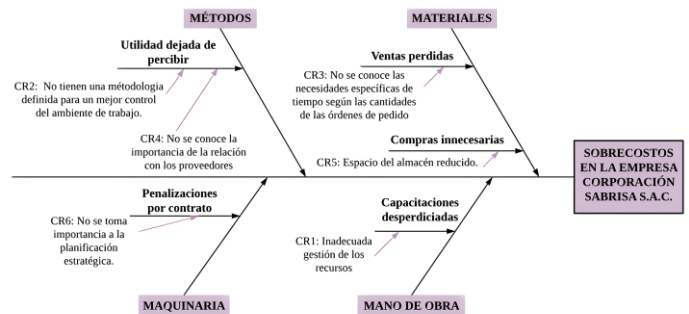 MÉTODOS
MATERIALES
Utilidad dejada de
percibir
CR2: No tienen una métodologia
definida para un mejor control
del ambiente de trabajo.
CR4: No se conoce la
importancia de la relación
con los proveedores
Ventas perdidas
CR3: No se conoce las
necesidades específicas de
tiempo según las cantidades
de las órdenes de pedido
Compras innecesarias
CR5: Espacio del almacén reducido.
SOBRECOSTOS
EN LA EMPRESA
CORPORACIÓN
SABRISA S.A.C.
Penalizaciones
por contrato
CR6: No se toma
importancia a la
planificación
estratégica.
Capacitaciones
desperdiciadas
CR1: Inadecuada
gestión de los
recursos
MAQUINARIA
MANO DE OBRA